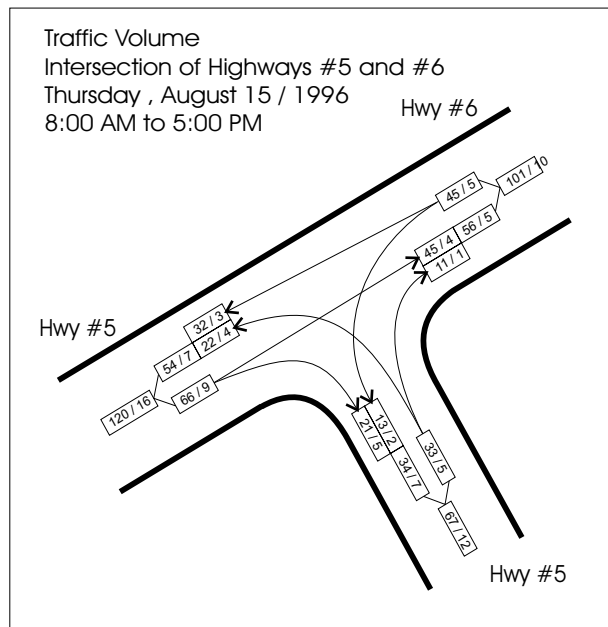 Traffic Volume
Intersection of Highways #5 and #6
Thursday , August 15 / 1996
8:00 AM to 5:00 PM
Hwy #6
45 / 5
101 / 10
56 / 5
45 / 4
11 / 1
Hwy #5
32 / 3
22 / 4
54 / 7
66 / 9
120 / 16
13 / 2
21 / 5
34 / 7
33 / 5
67 / 12
Hwy #5